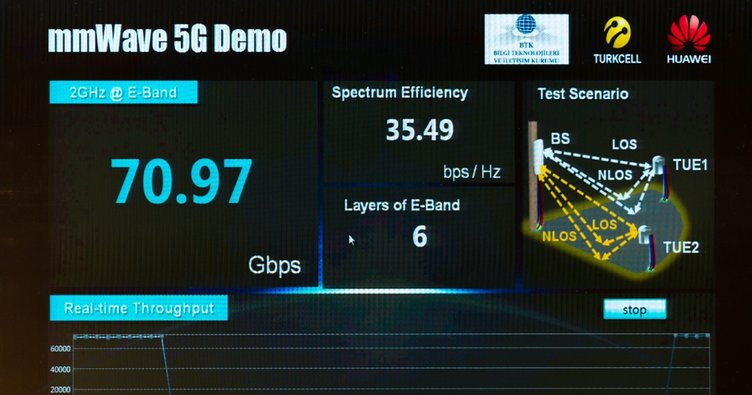 mmWave 5G Demo
BTK
BİLGİ TEKNOLOJİLERİ
VE İLETİŞİM KURUMU
TURKCELL
HUAWEI
2GHz @ E-Band
70.97
Gbps
Spectrum Efficiency
35.49
bps / Hz
Layers of E-Band
6
Test Scenario
BS
LOS
TUE1
NLOS
LOS
NLOS
TUE2
Real-time Throughput
stop
60000
40000
20000